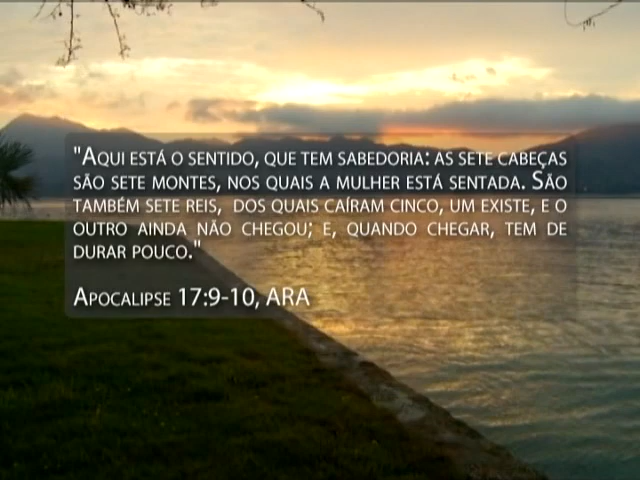 "Aqui está o sentido, que tem sabedoria: as sete cabeças
são sete montes, nos quais a mulher está sentada. São
também sete reis, dos quais caíram cinco, um existe, e o
outro ainda não chegou; e, quando chegar, tem de
durar pouco."
Apocalipse 17:9-10, ARA